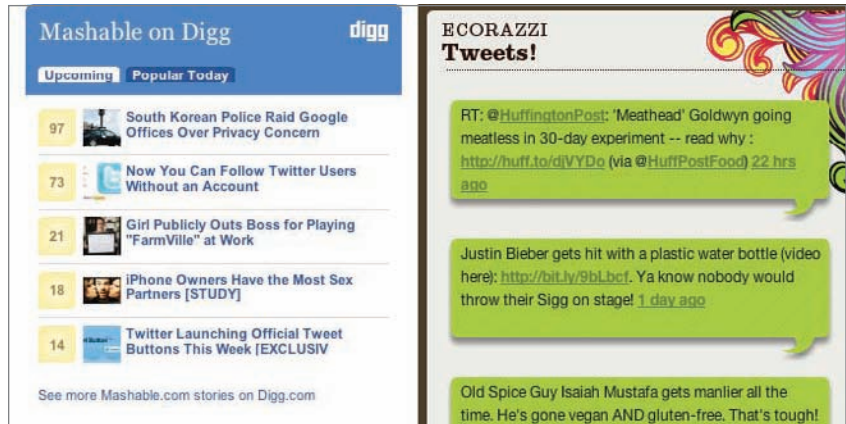 Mashable on Digg
digg
Upcoming
Popular Today
97
South Korean Police Raid Google
Offices Over Privacy Concern
73
Now You Can Follow Twitter Users
Without an Account
21
Girl Publicly Outs Boss for Playing
"FarmVille" at Work
18
iPhone Owners Have the Most Sex
Partners [STUDY]
14
Twitter Launching Official Tweet
Buttons This Week [EXCLUSIV
See more Mashable.com stories on Digg.com
ECORAZZI
Tweets!
RT: @HuffingtonPost: 'Meathead' Goldwyn going
meatless in 30-day experiment -- read why :
http://huff.to/djVYDo (via @HuffPostFood) 22 hrs
ago
Justin Bieber gets hit with a plastic water bottle (video
here): http://bit.ly/9bLbcf. Ya know nobody would
throw their Sigg on stage! 1 day ago
Old Spice Guy Isaiah Mustafa gets manlier all the
time. He's gone vegan AND gluten-free. That's tough!